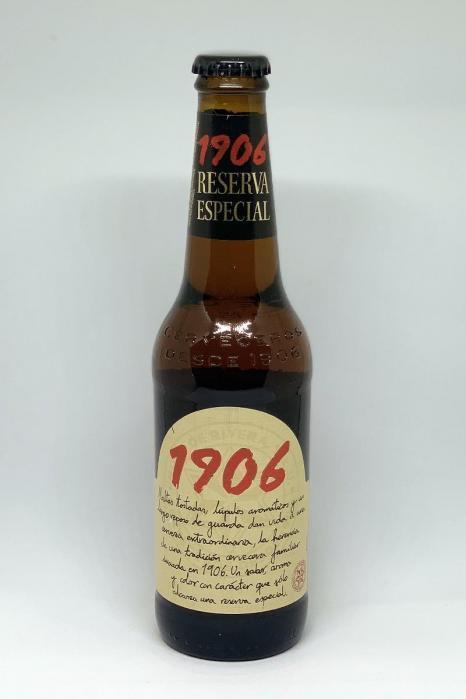 1906
RESERVA
ESPECIAL
CERVECEROS
DESDE 1906
DE RIVERA
1906
Maltas tostadas, lúpulos aromáticos y un
largo reposo de guarda dan vida a una
cerveza extraordinaria, la herencia
de una tradición cervecera familiar
iniciada en 1906. Un sabor, aroma
y color con carácter que sólo
alcanza una reserva especial.